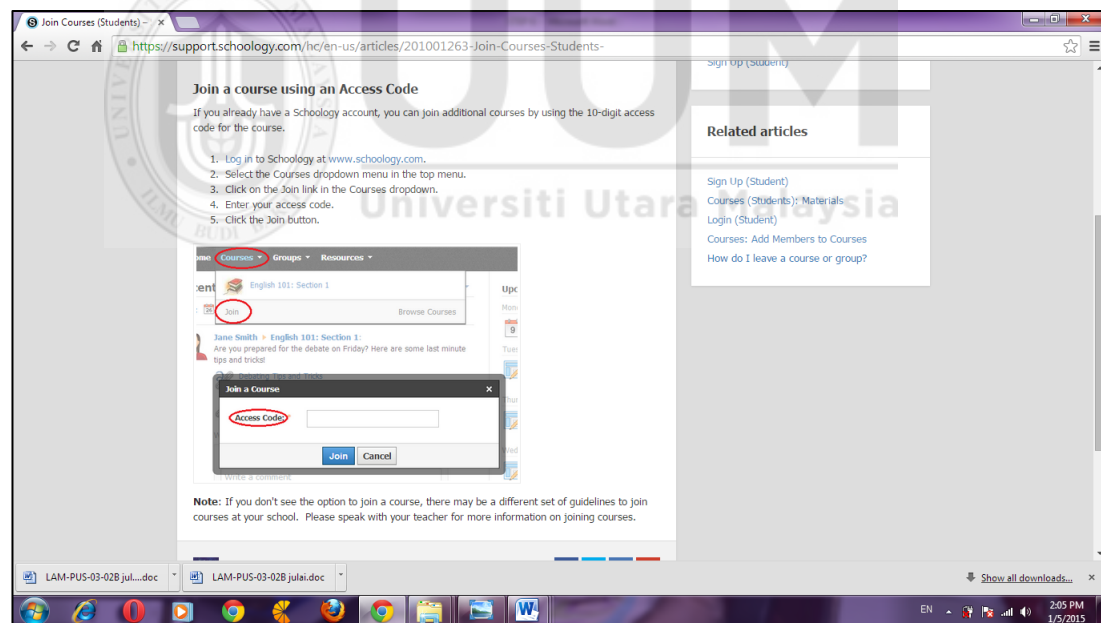 Join Courses (Students) –
https://support.schoology.com/hc/en-us/articles/201001263-Join-Courses-Students-
UUM
Universiti Utara Malaysia
Sign Up (Student)
Join a course using an Access Code
If you already have a Schoology account, you can join additional courses by using the 10-digit access
code for the course.
1. Log in to Schoology at www.schoology.com.
2. Select the Courses dropdown menu in the top menu.
3. Click on the Join link in the Courses dropdown.
4. Enter your access code.
5. Click the Join button.
Related articles
Sign Up (Student)
Courses (Students): Materials
Login (Student)
Courses: Add Members to Courses
How do I leave a course or group?
Courses Groups Resources
English 101: Section 1
Join Browse Courses
Jane Smith English 101: Section 1:
Are you prepared for the debate on Friday? Here are some last minute
tips and tricks!
Debating Tips and Tricks
9
Join a Course
Access Code:
Join Cancel
Write a comment
Note: If you don't see the option to join a course, there may be a different set of guidelines to join
courses at your school. Please speak with your teacher for more information on joining courses.
LAM-PUS-03-02B jul....doc LAM-PUS-03-02B julai.doc Show all downloads...
EN 2:05 PM
1/5/2015